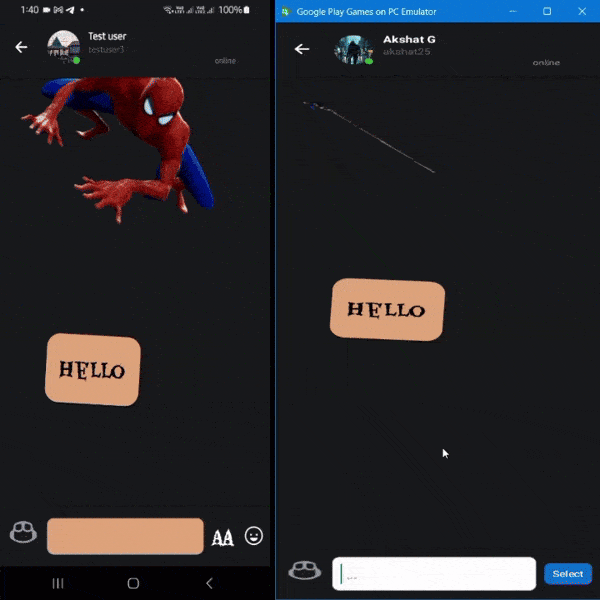 1:40
100%
Test user
testuser3
online
HELLO
AA
Google Play Games on PC Emulator
Akshat G
akshat25
online
HELLO
...
Select